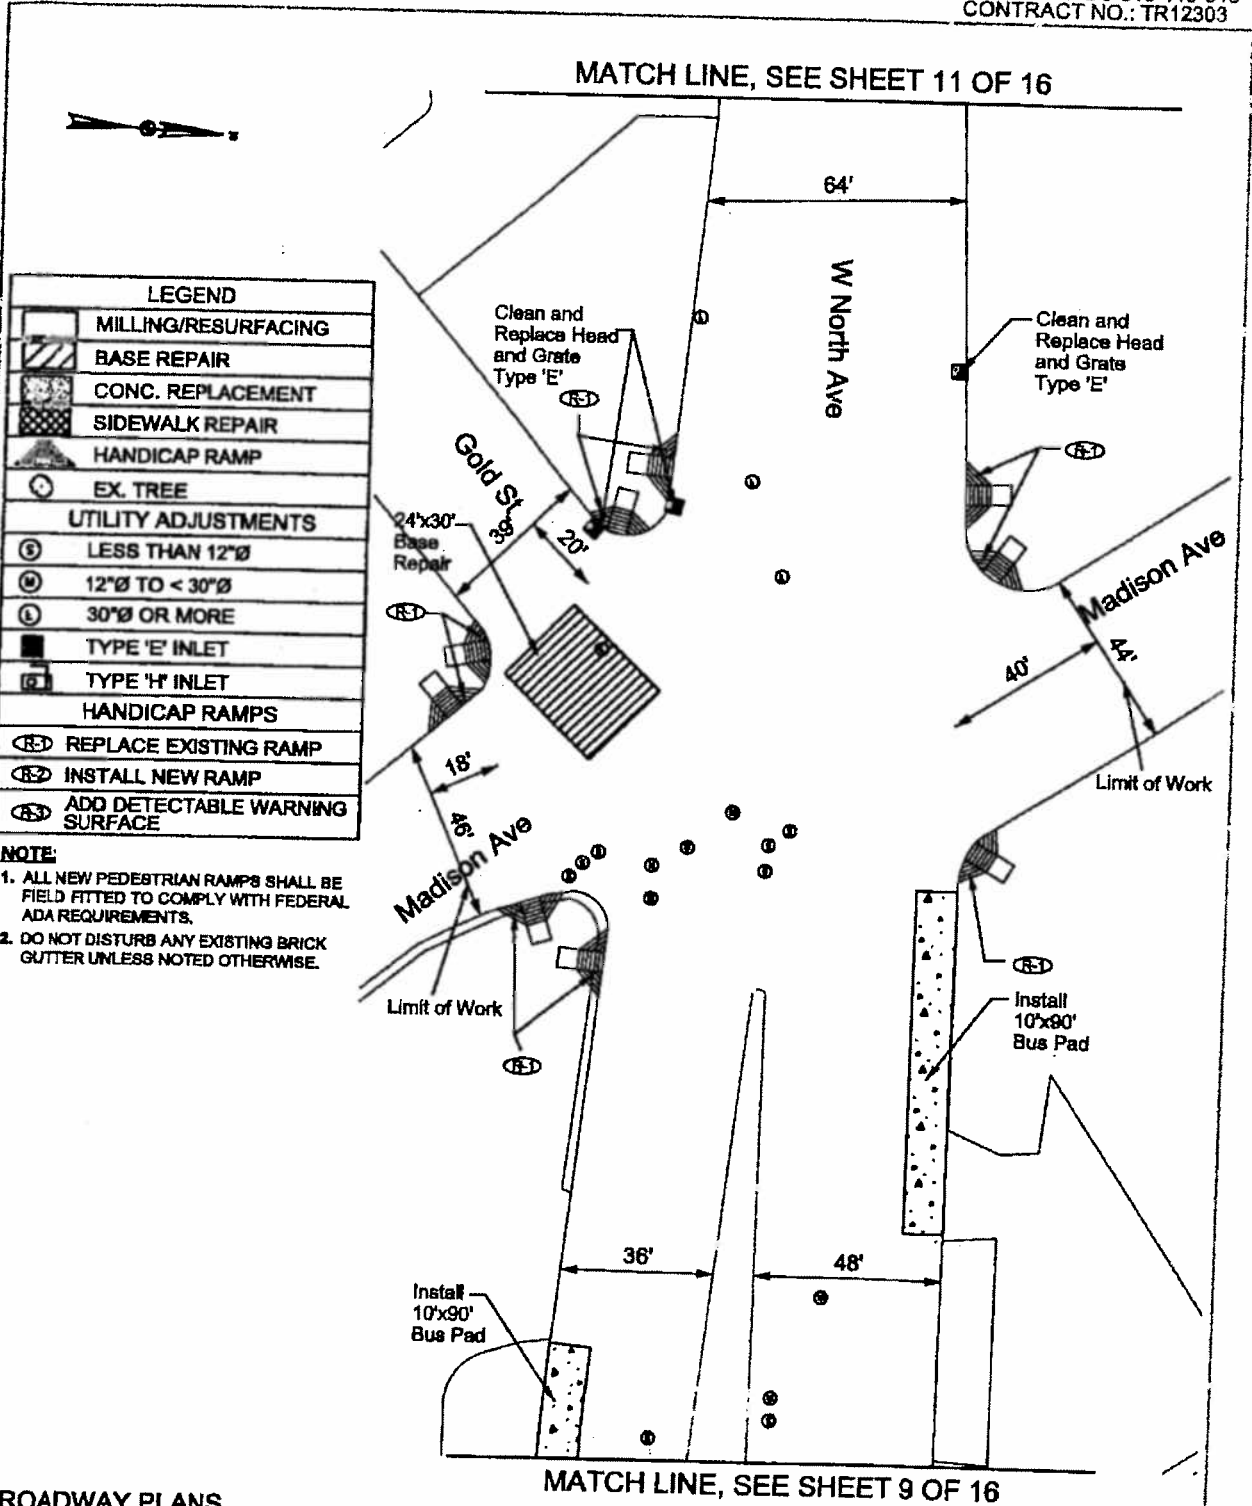 CONTRACT NO.: TR12303
MATCH LINE, SEE SHEET 11 OF 16
64'
W North Ave
Clean and
Replace Head
and Grate
Type 'E'
R-1
Clean and
Replace Head
and Grate
Type 'E'
R-1
LEGEND
MILLING/RESURFACING
BASE REPAIR
CONC. REPLACEMENT
SIDEWALK REPAIR
HANDICAP RAMP
EX. TREE
UTILITY ADJUSTMENTS
S LESS THAN 12"Ø
M 12"Ø TO < 30"Ø
L 30"Ø OR MORE
TYPE 'E' INLET
TYPE 'H' INLET
HANDICAP RAMPS
R-1 REPLACE EXISTING RAMP
R-2 INSTALL NEW RAMP
R-3 ADD DETECTABLE WARNING
SURFACE
NOTE:
1. ALL NEW PEDESTRIAN RAMPS SHALL BE
FIELD FITTED TO COMPLY WITH FEDERAL
ADA REQUIREMENTS.
2. DO NOT DISTURB ANY EXISTING BRICK
GUTTER UNLESS NOTED OTHERWISE.
Gold St
39'
20'
24'x30'
Base
Repair
R-1
Madison Ave
44'
40'
Limit of Work
18'
46'
Madison Ave
Limit of Work
R-1
R-1
Install
10'x90'
Bus Pad
36'
48'
Install
10'x90'
Bus Pad
MATCH LINE, SEE SHEET 9 OF 16
ROADWAY PLANS